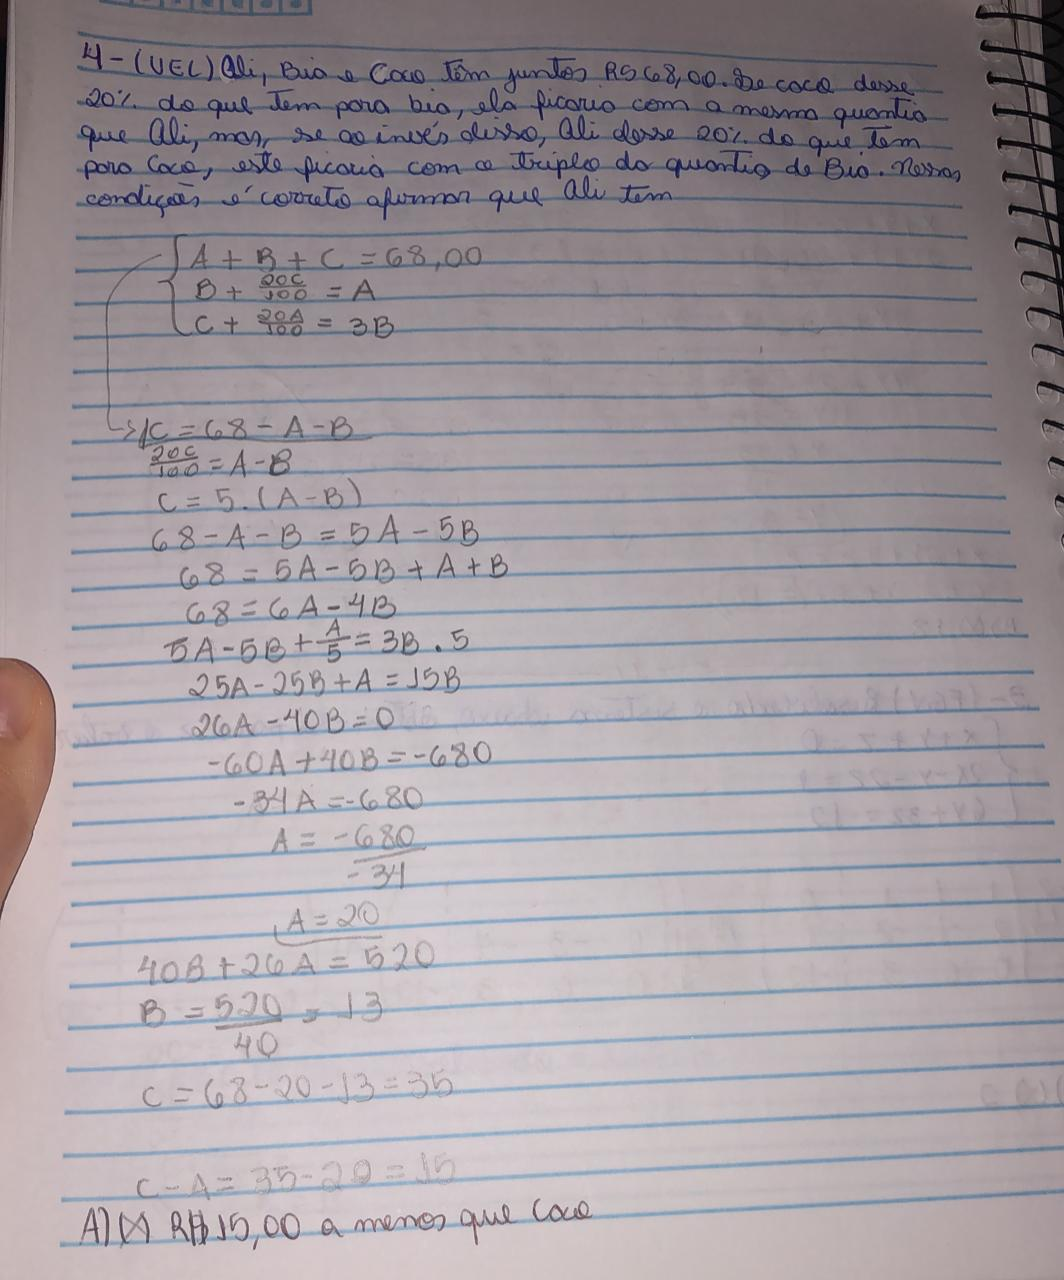 4-(UEL) Ali, Bia e Cacá têm juntos R$68,00. Se cacá desse
20% do que tem para bia, ela ficaria com a mesma quantia
que Ali, mas, se ao invés disso, Ali desse 20% do que tem
para Cacá, este ficaria com o triplo da quantia de Bia. Nessas
condições é correto afirmar que Ali tem
A + B + C = 68,00
B + 20C/100 = A
C + 20A/100 = 3B
C = 68 - A - B
20C/100 = A - B
C = 5.(A - B)
68 - A - B = 5A - 5B
68 = 5A - 5B + A + B
68 = 6A - 4B
5A - 5B + A/5 = 3B . 5
25A - 25B + A = 15B
26A - 40B = 0
-60A + 40B = -680
-34A = -680
A = -680/-34
A = 20
40B + 26A = 520
B = 520/40 = 13
C = 68 - 20 - 13 = 35
C - A = 35 - 20 = 15
A)(X) R$15,00 a menos que Cacá